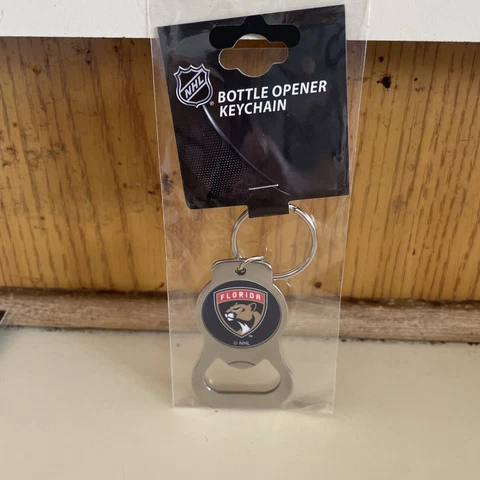 NHL
BOTTLE OPENER
KEYCHAIN
FLORIDA
© NHL